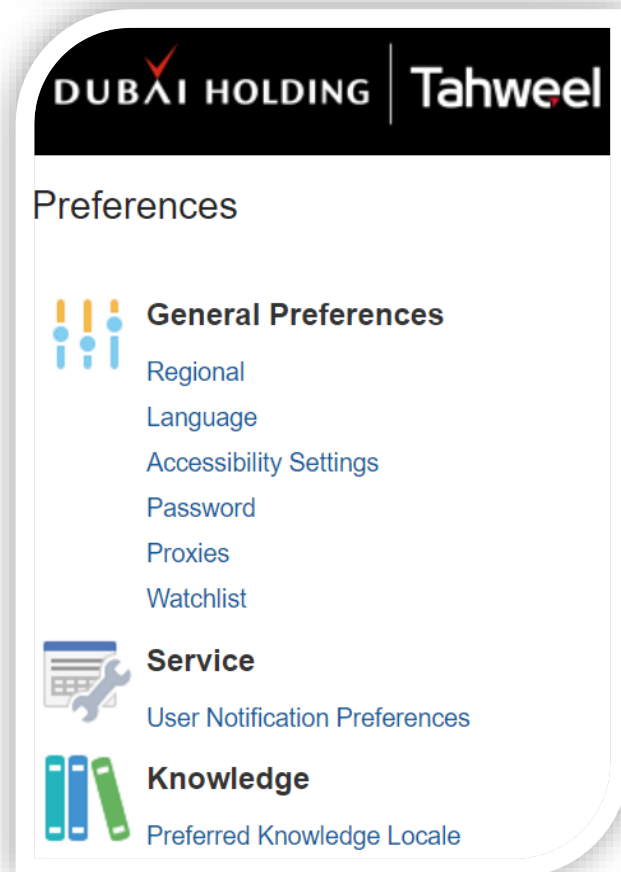 DUBAI HOLDING | Tahweel
Preferences
General Preferences
Regional
Language
Accessibility Settings
Password
Proxies
Watchlist
Service
User Notification Preferences
Knowledge
Preferred Knowledge Locale